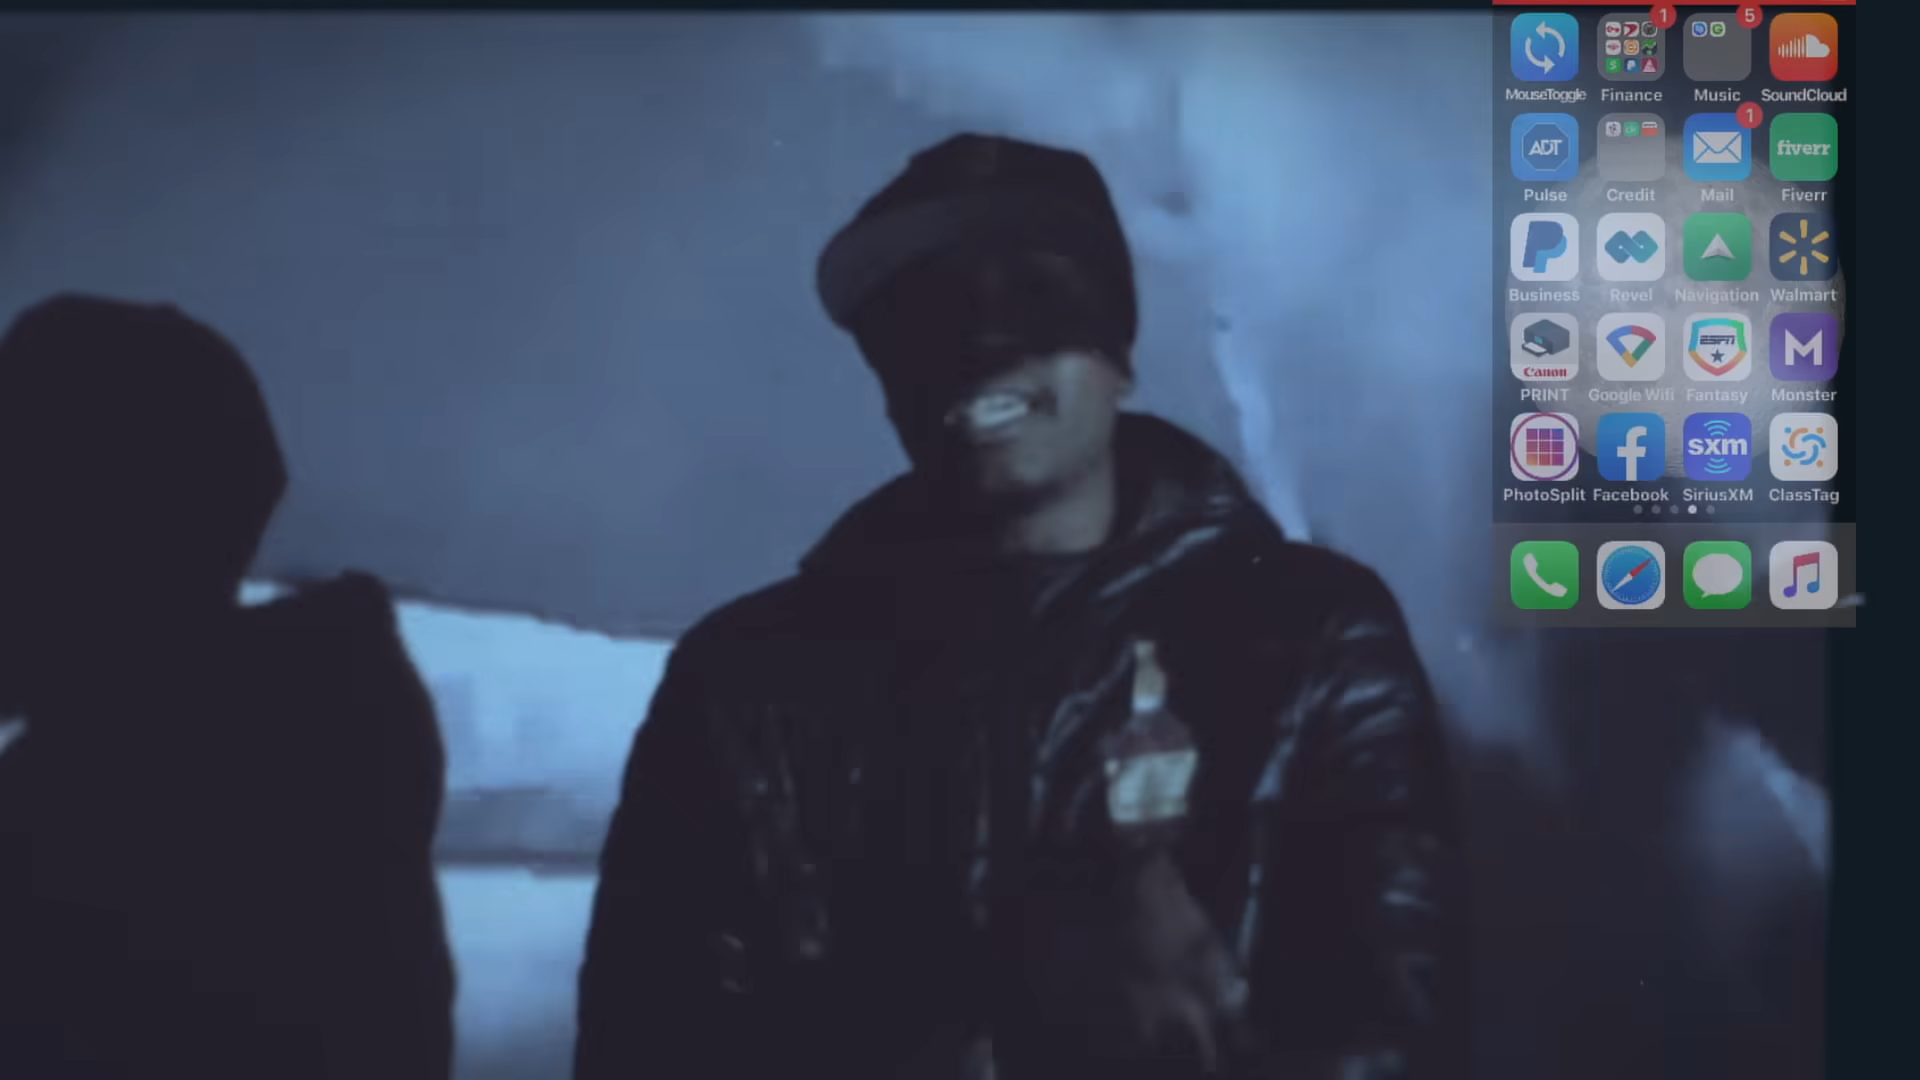 1 5
MouseToggle Finance Music SoundCloud
1
ADT fiverr
Pulse Credit Mail Fiverr
Business Revel Navigation Walmart
Canon ESPN M
PRINT Google Wifi Fantasy Monster
sxm
PhotoSplit Facebook SiriusXM ClassTag